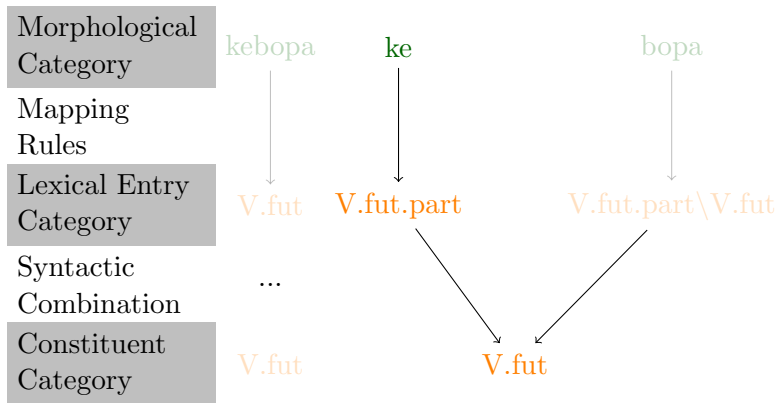 Morphological
Category
kebopa ke bopa
Mapping
Rules
Lexical Entry
Category
V.fut V.fut.part V.fut.part\V.fut
Syntactic
Combination
...
Constituent
Category
V.fut V.fut